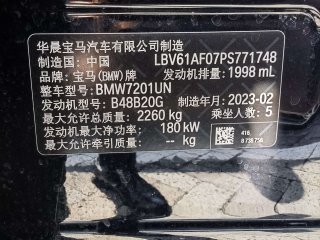 华晨宝马汽车有限公司制造
制造国: 中国 LBV61AF07PS771748
品牌: 宝马(BMW)牌 发动机排量: 1998 mL
整车型号: BMW7201UN
发动机型号: B48B20G 制造年月: 2023-02
最大允许总质量: 2260 kg 乘坐人数: 5
发动机最大净功率: 180 kW
最大允许牵引质量: -- kg